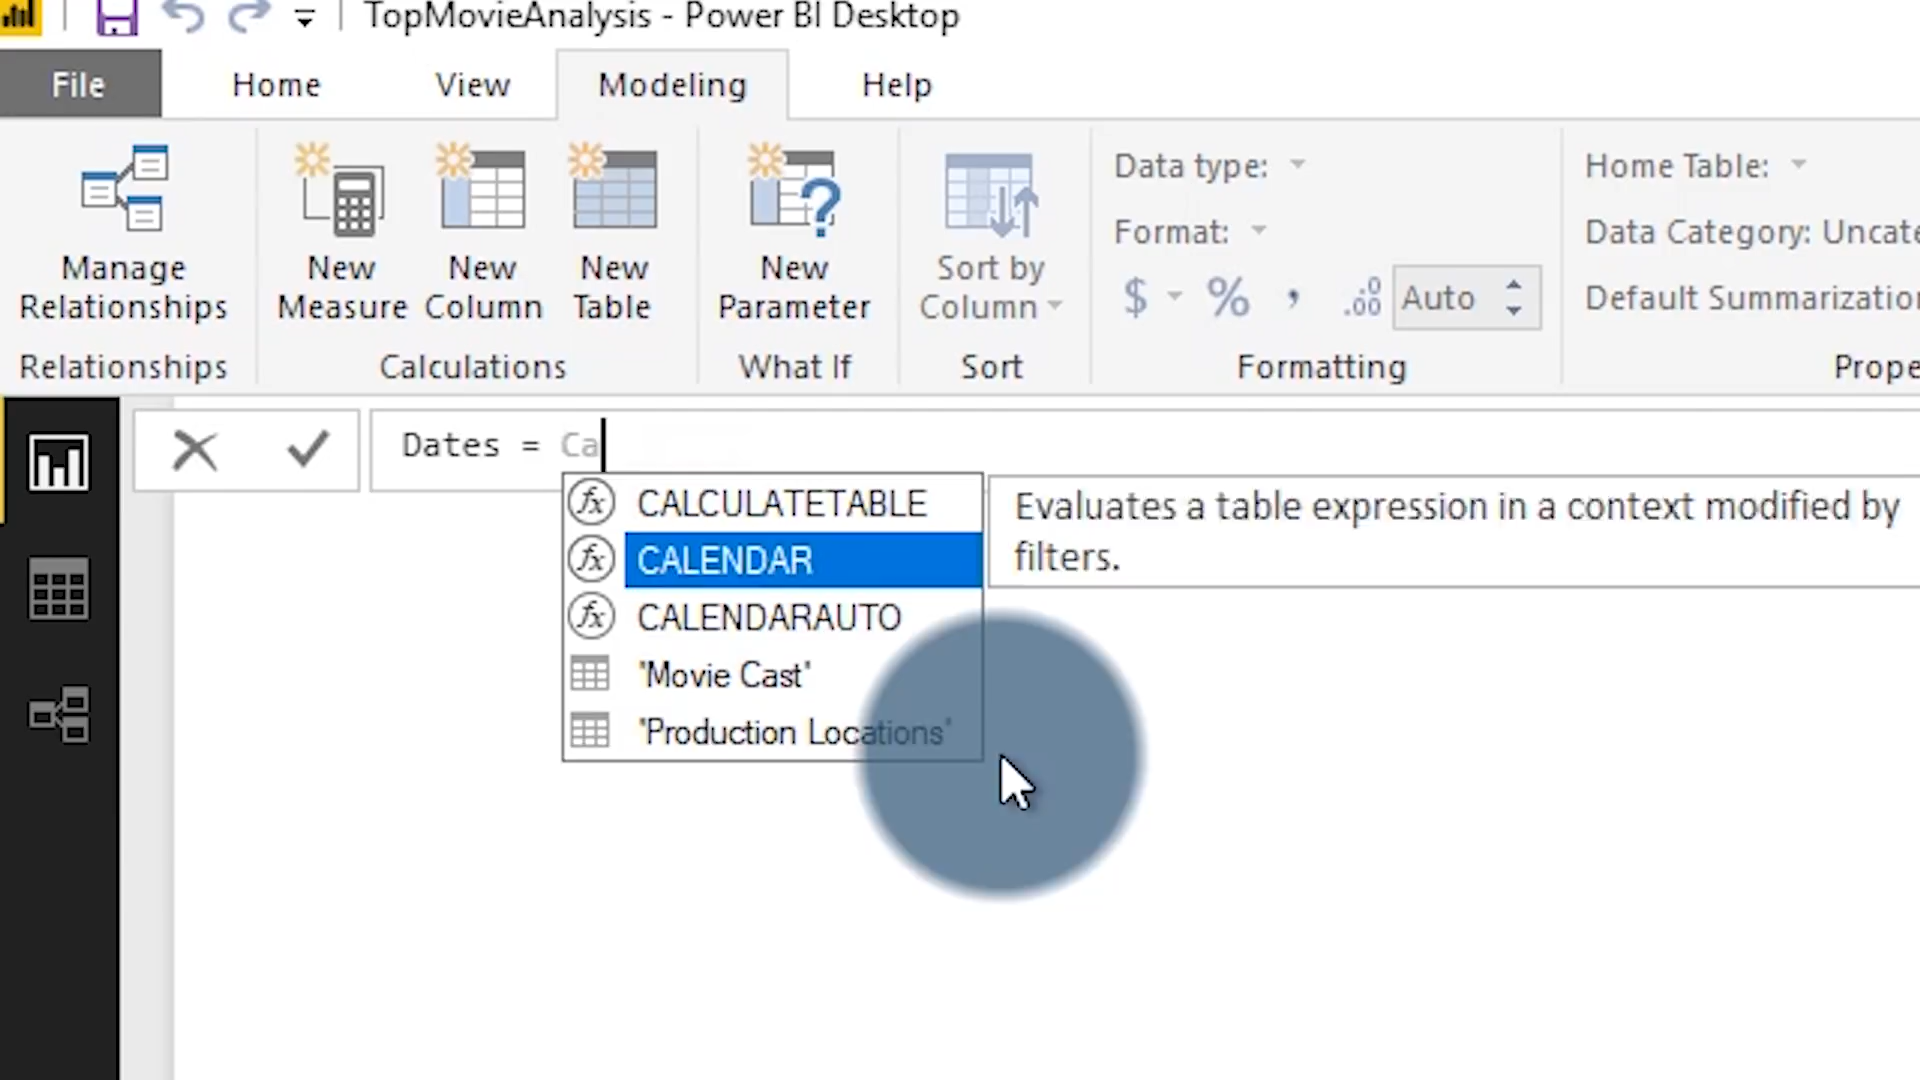 TopMovieAnalysis - Power BI Desktop
File Home View Modeling Help
Manage Relationships
New Measure
New Column
New Table
New Parameter
Sort by Column
Data type:
Format:
$ % , .00 Auto
Home Table:
Data Category: Uncate
Default Summarization
Relationships Calculations What If Sort Formatting Prope
Dates = Ca
CALCULATETABLE
CALENDAR
CALENDARAUTO
'Movie Cast'
'Production Locations'
Evaluates a table expression in a context modified by
filters.